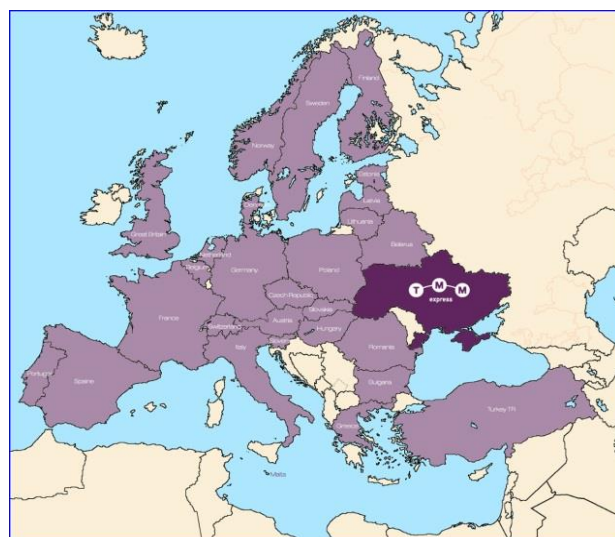 Finland
Sweden
Norway
Estonia
Latvia
Lithuania
Great Britain
Belarus
Netherland
Belgium
Germany
Poland
T M M
express
Czech Republic
Slovakia
France
Switzerland
Austria
Hungary
Italy
Romania
Portugal
Spaine
Bulgaria
Greece
Turkey TR
Malta